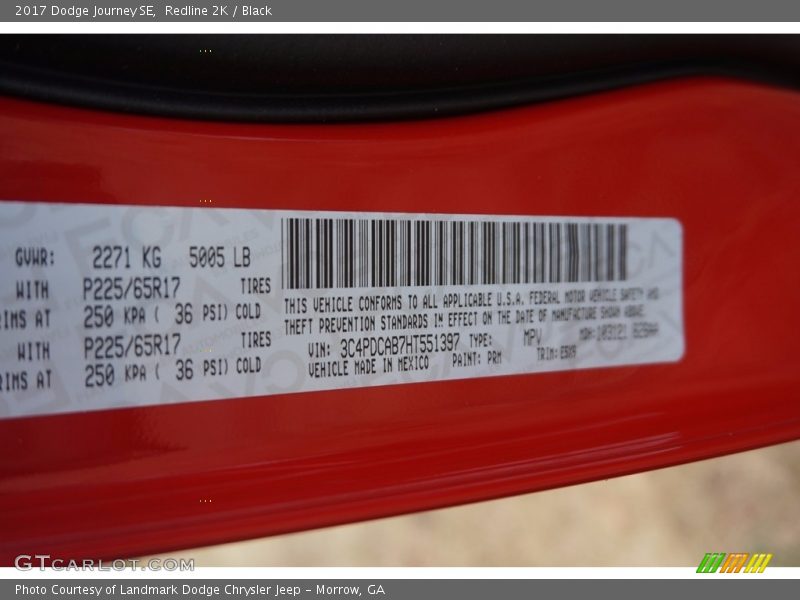 2017 Dodge Journey SE, Redline 2K / Black
GVWR: 2271 KG 5005 LB
WITH P225/65R17 TIRES
RIMS AT 250 KPA ( 36 PSI) COLD
WITH P225/65R17 TIRES
RIMS AT 250 KPA ( 36 PSI) COLD
THIS VEHICLE CONFORMS TO ALL APPLICABLE U.S.A. FEDERAL MOTOR VEHICLE SAFETY AND
THEFT PREVENTION STANDARDS IN EFFECT ON THE DATE OF MANUFACTURE SHOWN ABOVE.
VIN: 3C4PDCAB7HT551397 TYPE: MPV MDH:
VEHICLE MADE IN MEXICO PAINT: PRM TRIM:
GTCARLOT.COM
Photo Courtesy of Landmark Dodge Chrysler Jeep - Morrow, GA